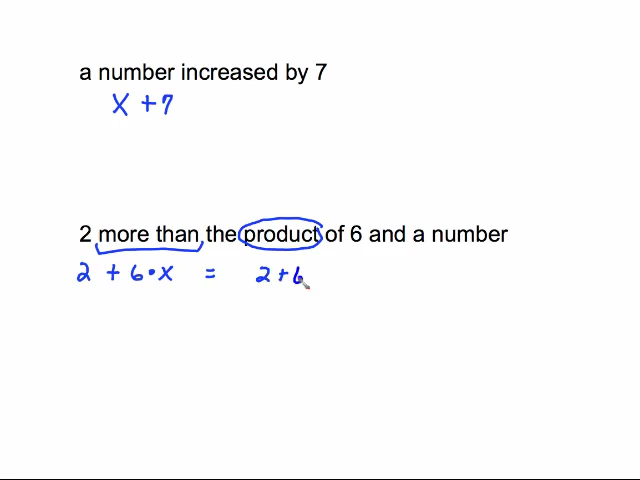 a number increased by 7
x + 7
2 more than the product of 6 and a number
2 + 6 • x = 2 + 6